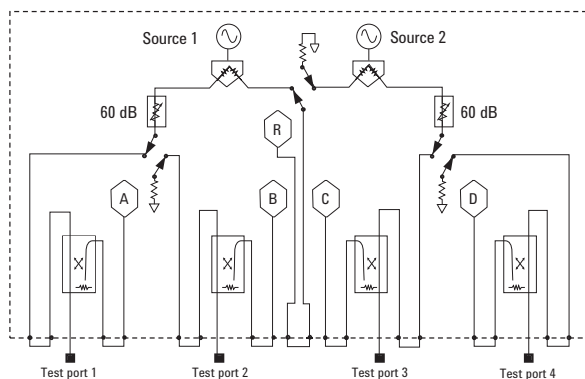 Source 1
Source 2
60 dB
60 dB
R
A
B
C
D
Test port 1
Test port 2
Test port 3
Test port 4